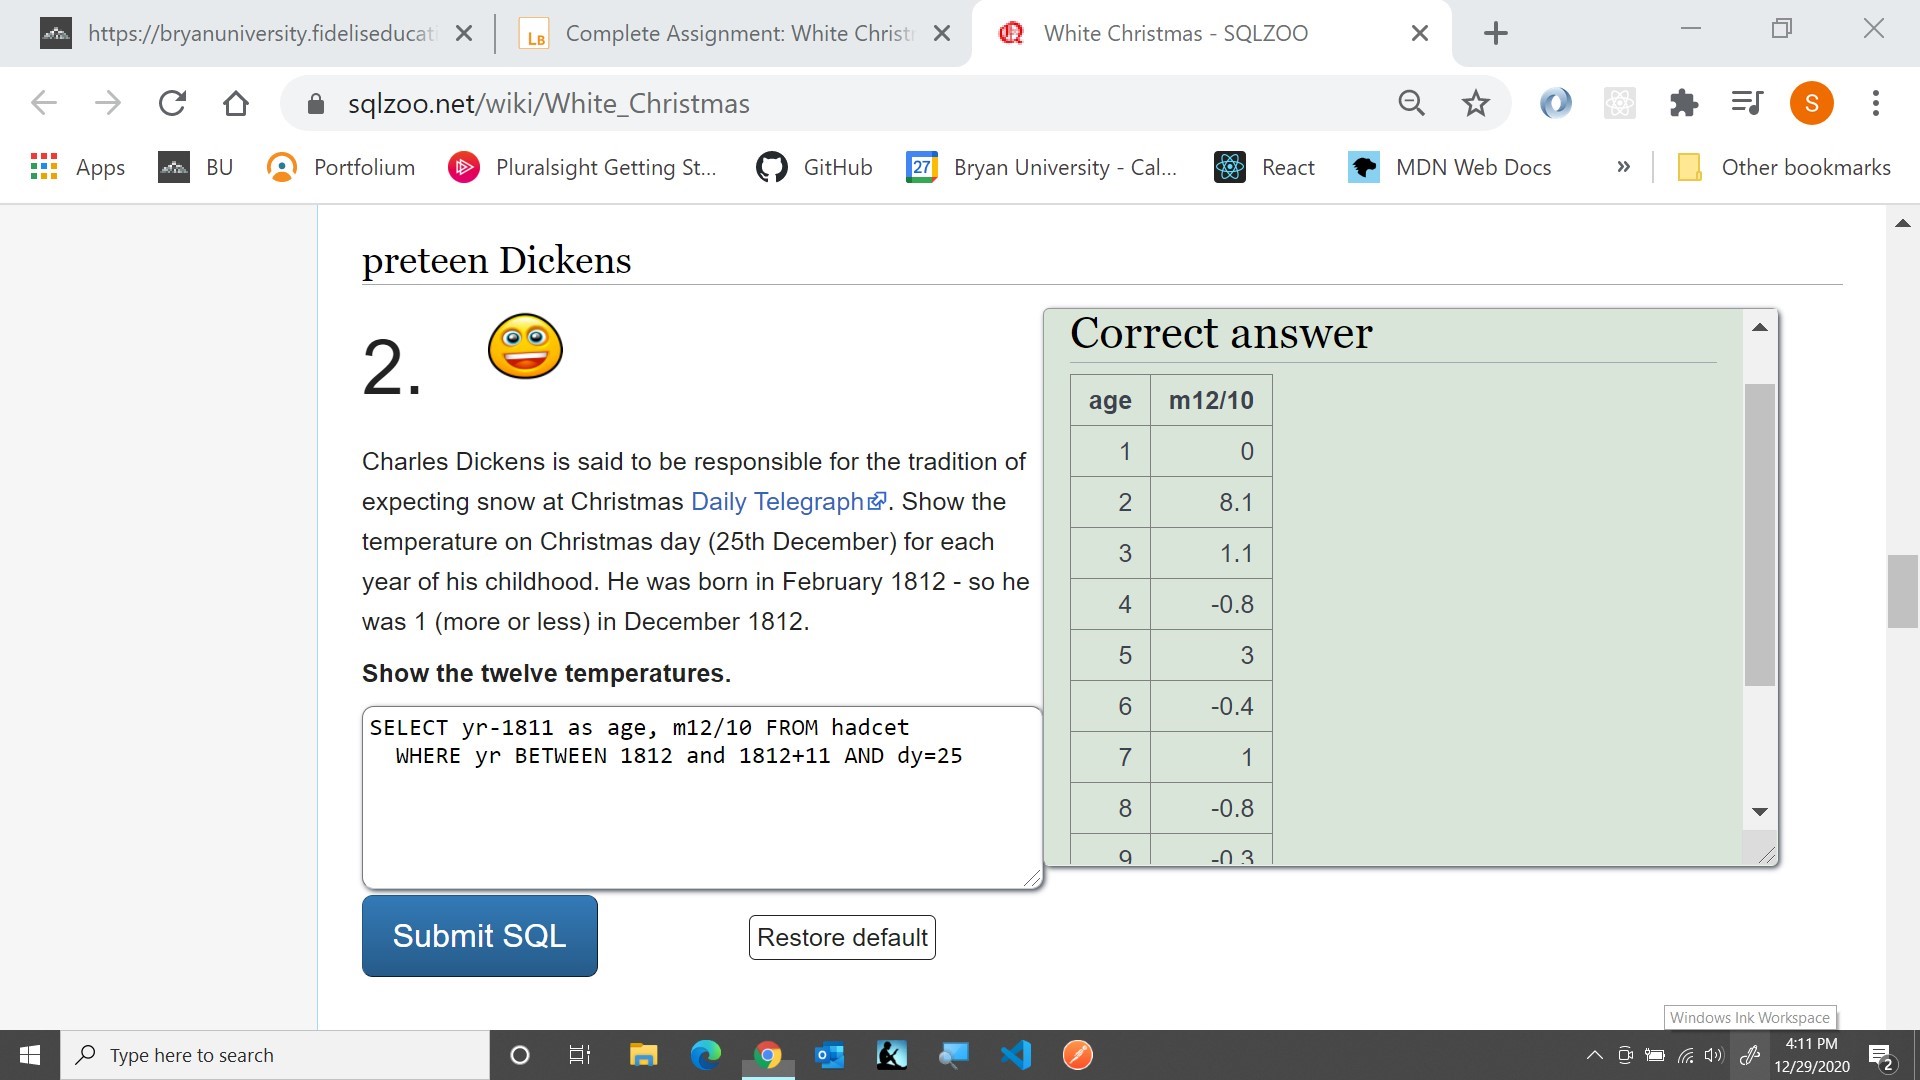 https://bryanuniversity.fideliseducati
LB
Complete Assignment: White Christm
White Christmas - SQLZOO
sqlzoo.net/wiki/White_Christmas
S
Apps
BU
Portfolium
Pluralsight Getting St...
GitHub
27
Bryan University - Cal...
React
MDN Web Docs
»
Other bookmarks
preteen Dickens
2.
Charles Dickens is said to be responsible for the tradition of
expecting snow at Christmas Daily Telegraph. Show the
temperature on Christmas day (25th December) for each
year of his childhood. He was born in February 1812 - so he
was 1 (more or less) in December 1812.
Show the twelve temperatures.
SELECT yr-1811 as age, m12/10 FROM hadcet
WHERE yr BETWEEN 1812 and 1812+11 AND dy=25
Submit SQL
Restore default
Correct answer
age m12/10
1 0
2 8.1
3 1.1
4 -0.8
5 3
6 -0.4
7 1
8 -0.8
9 -0.3
Windows Ink Workspace
Type here to search
4:11 PM
12/29/2020
2